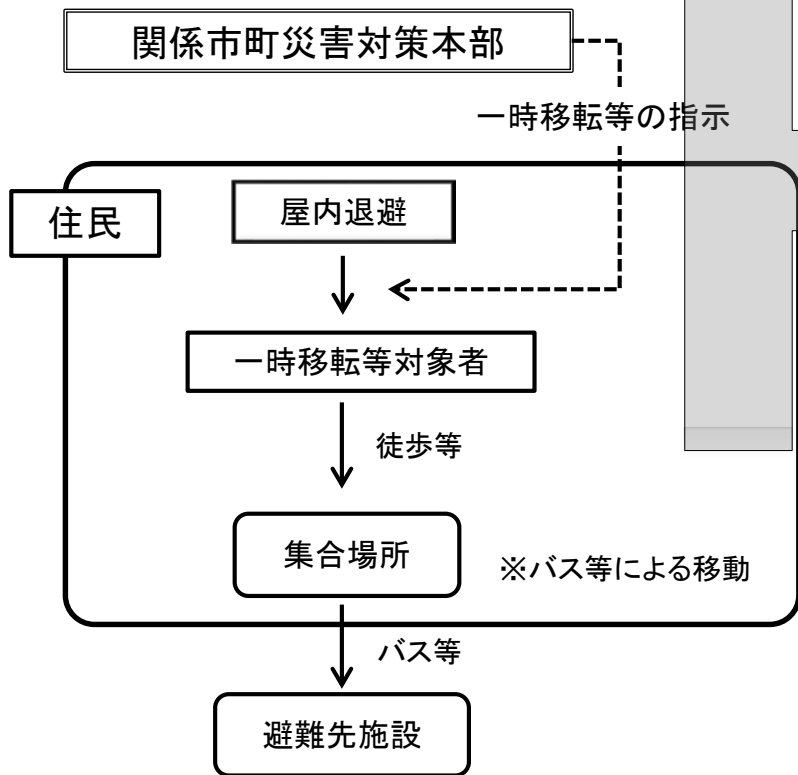 関係市町災害対策本部
一時移転等の指示
住民
屋内退避
一時移転等対象者
徒歩等
集合場所
※バス等による移動
バス等
避難先施設